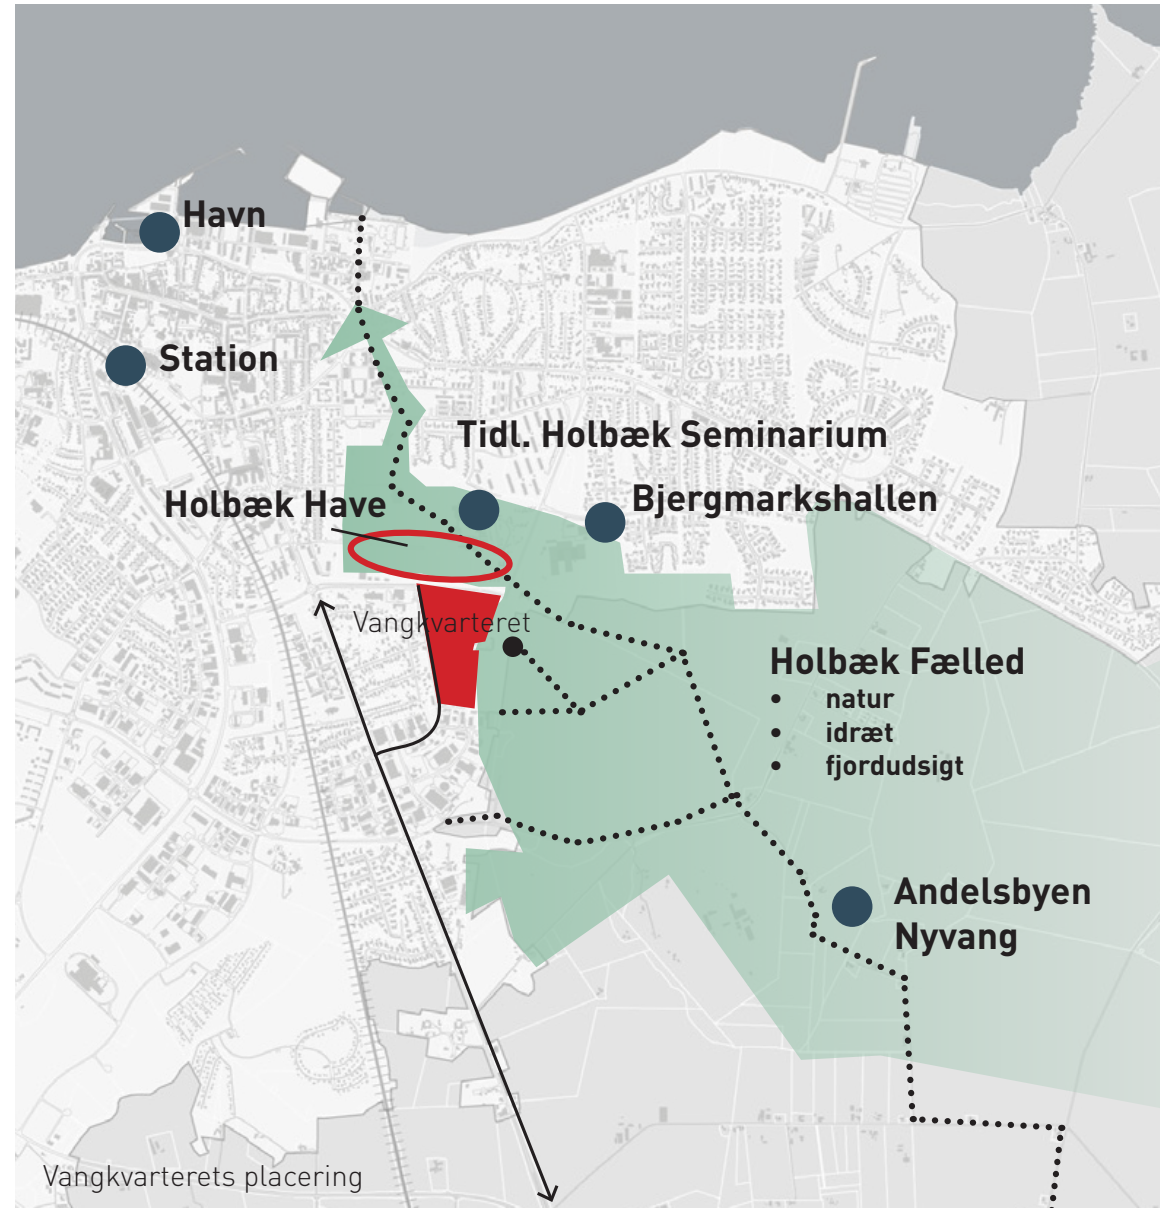 Havn
Station
Tidl. Holbæk Seminarium
Holbæk Have
Bjergmarkshallen
Vangkvarteret
Holbæk Fælled
• natur
• idræt
• fjordudsigt
Andelsbyen
Nyvang
Vangkvarterets placering